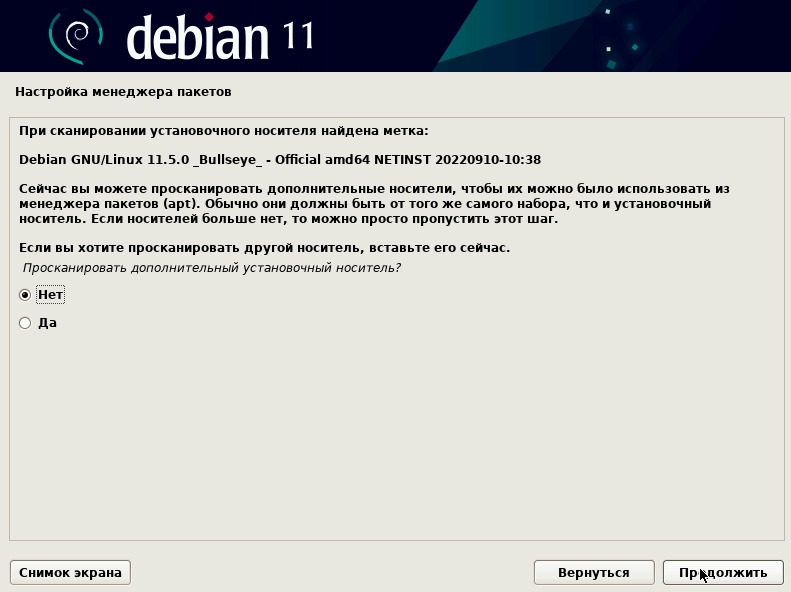 debian 11
Настройка менеджера пакетов
При сканировании установочного носителя найдена метка:
Debian GNU/Linux 11.5.0 _Bullseye_ - Official amd64 NETINST 20220910-10:38
Сейчас вы можете просканировать дополнительные носители, чтобы их можно было использовать из
менеджера пакетов (apt). Обычно они должны быть от того же самого набора, что и установочный
носитель. Если носителей больше нет, то можно просто пропустить этот шаг.
Если вы хотите просканировать другой носитель, вставьте его сейчас.
Просканировать дополнительный установочный носитель?
Нет
Да
Снимок экрана
Вернуться
Продолжить